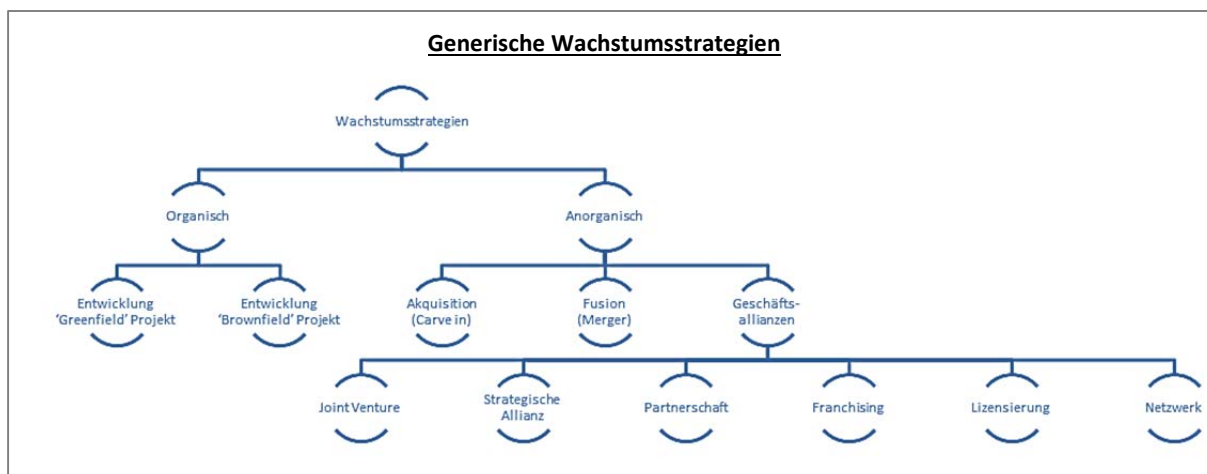 Generische Wachstumsstrategien
Wachstumsstrategien
Organisch
Anorganisch
Entwicklung
‘Greenfield’ Projekt
Entwicklung
‘Brownfield’ Projekt
Akquisition
(Carve in)
Fusion
(Merger)
Geschäfts-
allianzen
Joint Venture
Strategische
Allianz
Partnerschaft
Franchising
Lizensierung
Netzwerk